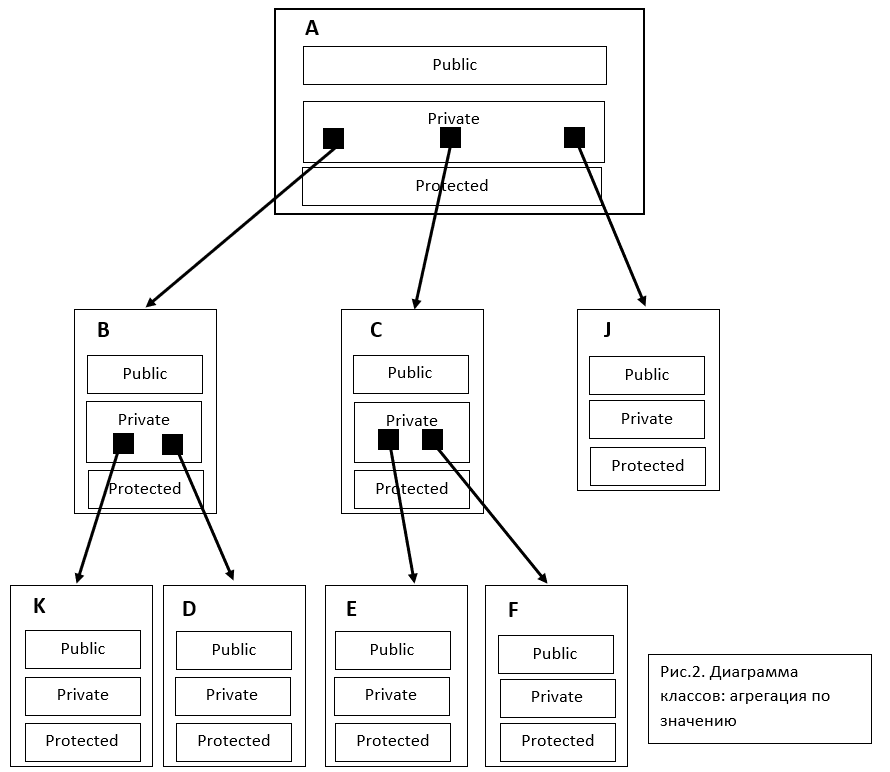 A
Public
Private
Protected
B
Public
Private
Protected
C
Public
Private
Protected
J
Public
Private
Protected
K
Public
Private
Protected
D
Public
Private
Protected
E
Public
Private
Protected
F
Public
Private
Protected
Рис.2. Диаграмма
классов: агрегация по
значению